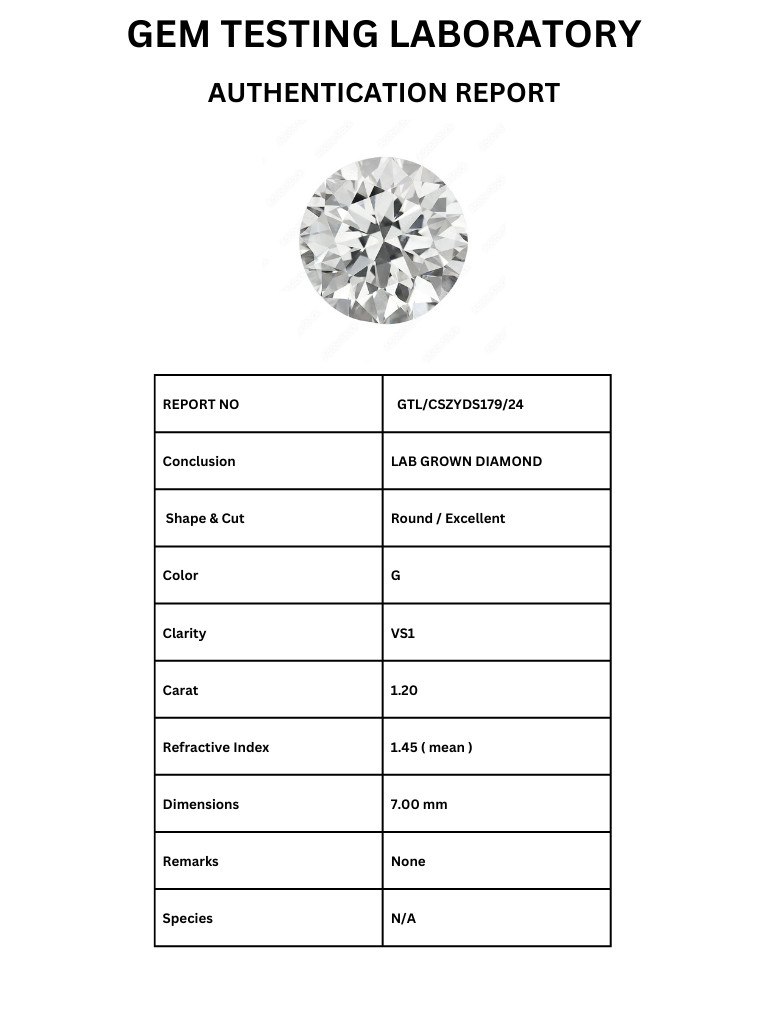 GEM TESTING LABORATORY
AUTHENTICATION REPORT
REPORT NO GTL/CSZYDS179/24
Conclusion LAB GROWN DIAMOND
Shape & Cut Round / Excellent
Color G
Clarity VS1
Carat 1.20
Refractive Index 1.45 ( mean )
Dimensions 7.00 mm
Remarks None
Species N/A